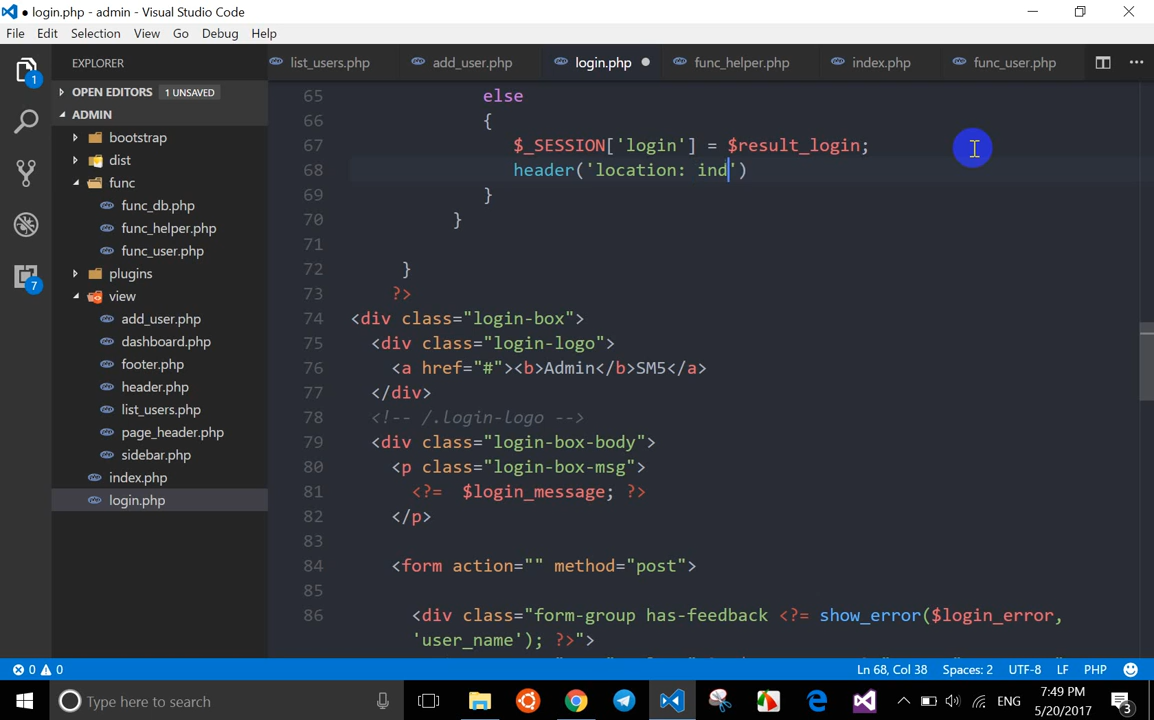 login.php - admin - Visual Studio Code
File Edit Selection View Go Debug Help
EXPLORER
list_users.php add_user.php login.php func_helper.php index.php func_user.php
1
OPEN EDITORS 1 UNSAVED
ADMIN
bootstrap
dist
func
func_db.php
func_helper.php
func_user.php
plugins
7
view
add_user.php
dashboard.php
footer.php
header.php
list_users.php
page_header.php
sidebar.php
index.php
login.php
65 else
66 {
67 $_SESSION['login'] = $result_login;
68 header('location: ind')
69 }
70 }
71
72 }
73 ?>
74 <div class="login-box">
75 <div class="login-logo">
76 <a href="#"><b>Admin</b>SM5</a>
77 </div>
78 <!-- /.login-logo -->
79 <div class="login-box-body">
80 <p class="login-box-msg">
81 <?= $login_message; ?>
82 </p>
83
84 <form action="" method="post">
85
86 <div class="form-group has-feedback <?= show_error($login_error,
'user_name'); ?>">
0 0 Ln 68, Col 38 Spaces: 2 UTF-8 LF PHP
Type here to search
ENG
7:49 PM
5/20/2017
3